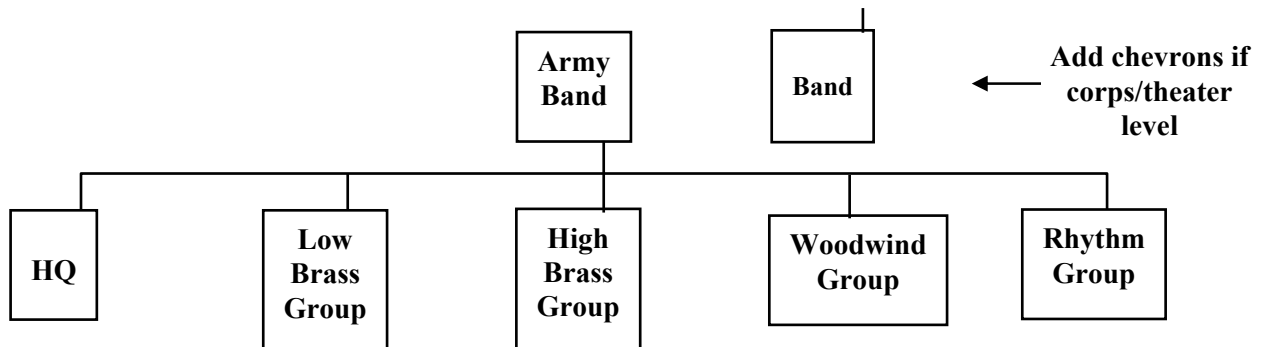 Army
Band
Band
Add chevrons if
corps/theater
level
HQ
Low
Brass
Group
High
Brass
Group
Woodwind
Group
Rhythm
Group